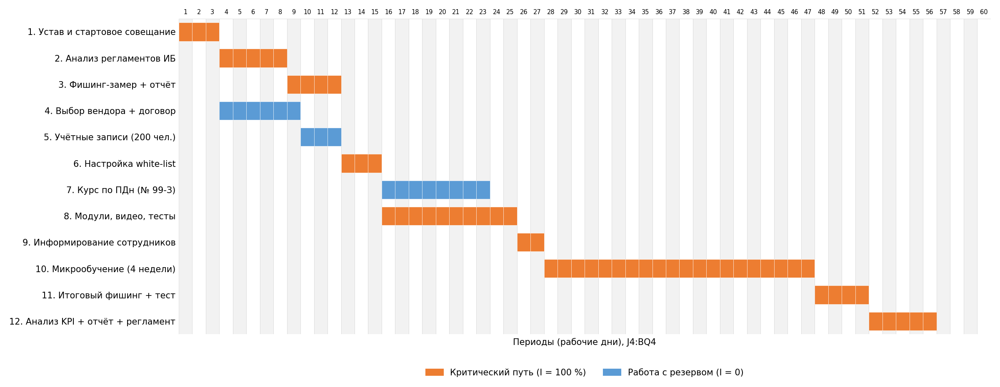 1 2 3 4 5 6 7 8 9 10 11 12 13 14 15 16 17 18 19 20 21 22 23 24 25 26 27 28 29 30 31 32 33 34 35 36 37 38 39 40 41 42 43 44 45 46 47 48 49 50 51 52 53 54 55 56 57 58 59 60
1. Устав и стартовое совещание
2. Анализ регламентов ИБ
3. Фишинг-замер + отчёт
4. Выбор вендора + договор
5. Учётные записи (200 чел.)
6. Настройка white-list
7. Курс по ПДн (№ 99-З)
8. Модули, видео, тесты
9. Информирование сотрудников
10. Микрообучение (4 недели)
11. Итоговый фишинг + тест
12. Анализ KPI + отчёт + регламент
Периоды (рабочие дни), J4:BQ4
Критический путь (I = 100 %) Работа с резервом (I = 0)